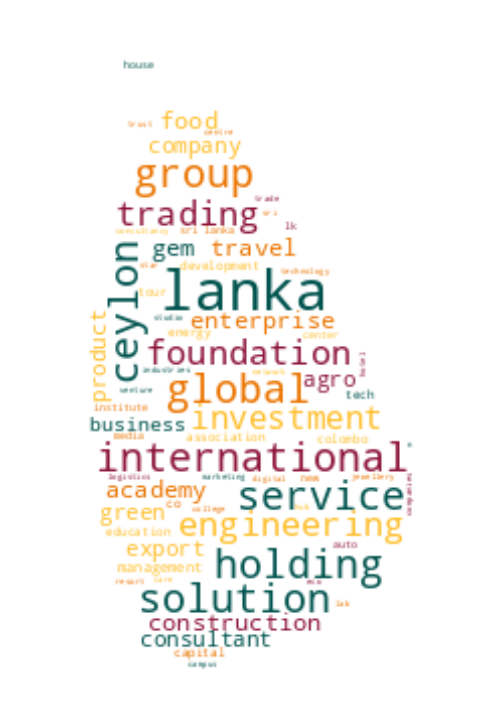 house
trust food
centre
company
group
trade
trading sri
lk
consultancy sri lanka
ceylon
gem travel
star development technology
tour lanka
studio enterprise
energy center
product
foundation hotel
industries network
global agro
venture tech
institute
business investment
media association colombo
international
logistics marketing digital new jewellery
academy service companies
co college
green engineering
education
export auto
management holding
resort care eco
solution lab
construction
consultant
capital
campus